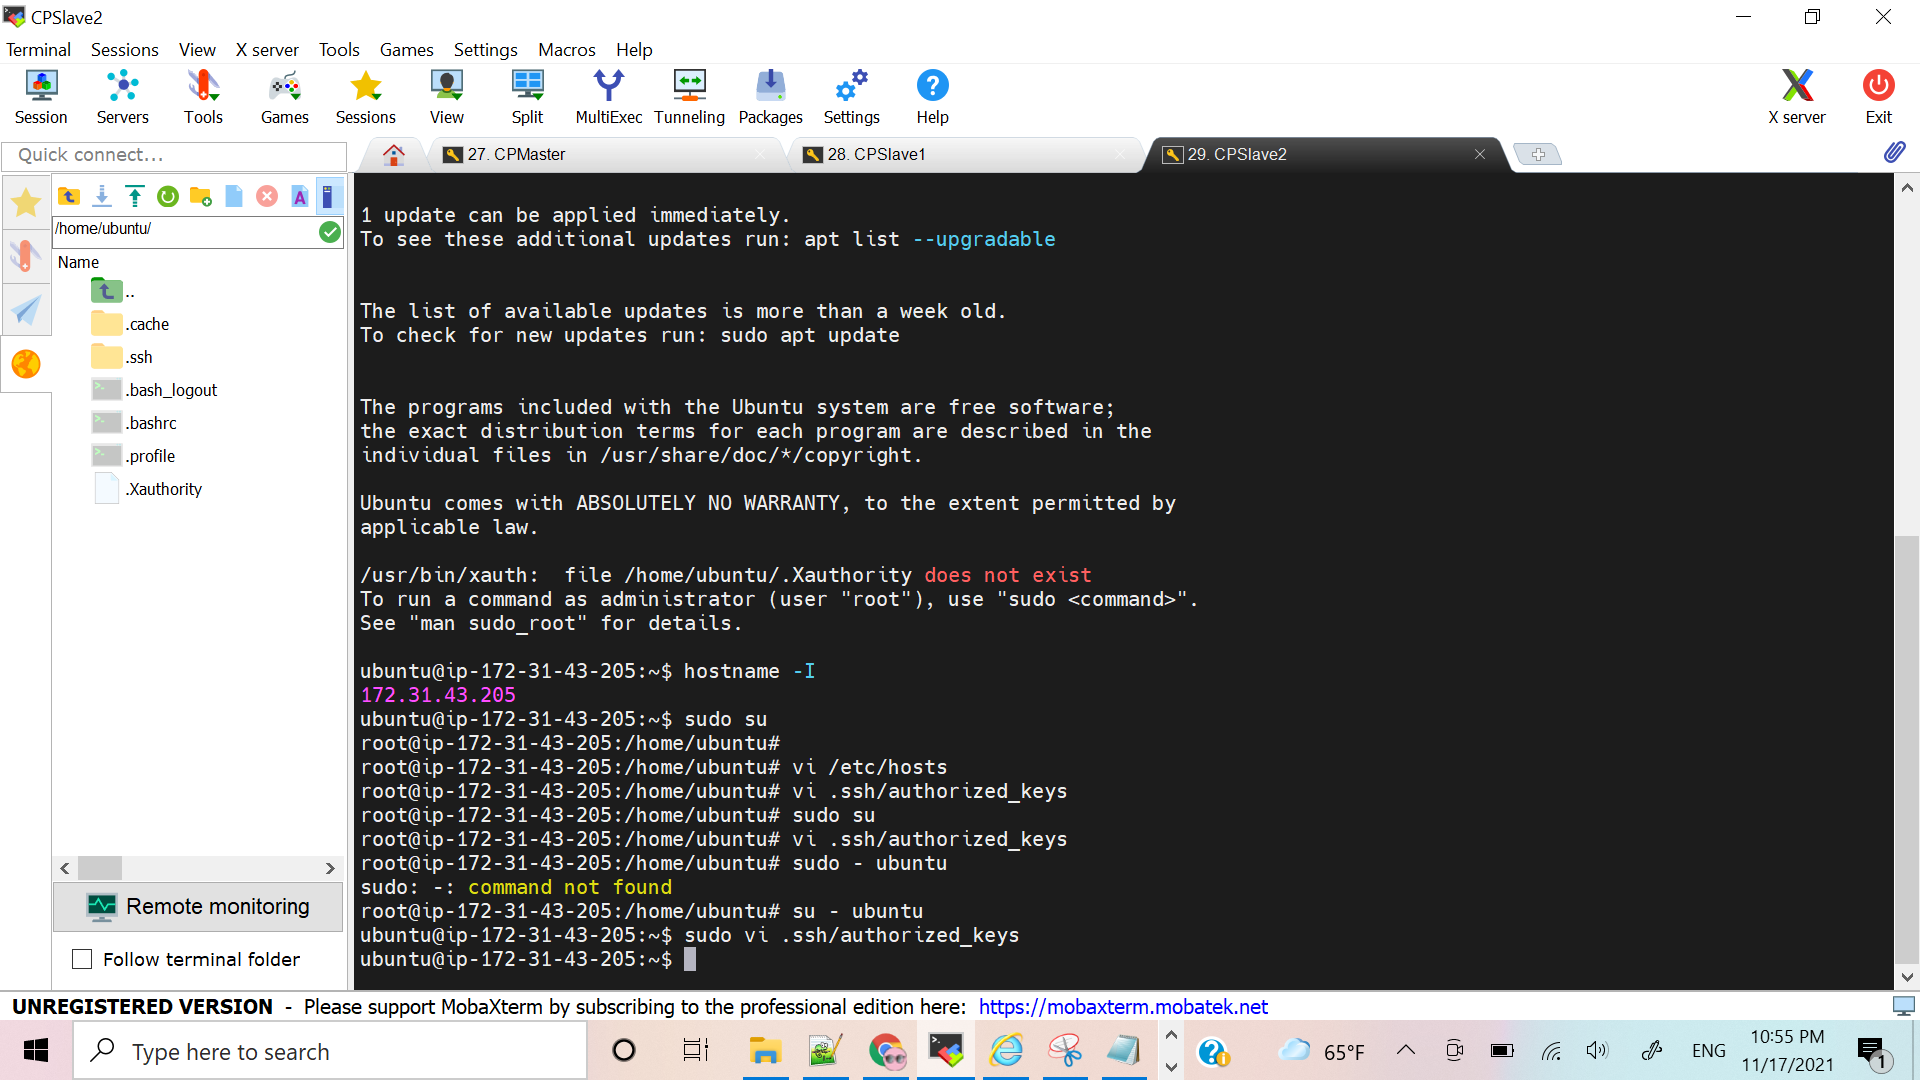 CPSlave2
Terminal Sessions View X server Tools Games Settings Macros Help
Session Servers Tools Games Sessions View Split MultiExec Tunneling Packages Settings Help X server Exit
Quick connect...
27. CPMaster
28. CPSlave1
29. CPSlave2
/home/ubuntu/
Name
..
.cache
.ssh
.bash_logout
.bashrc
.profile
.Xauthority
Remote monitoring
Follow terminal folder
1 update can be applied immediately.
To see these additional updates run: apt list --upgradable
The list of available updates is more than a week old.
To check for new updates run: sudo apt update
The programs included with the Ubuntu system are free software;
the exact distribution terms for each program are described in the
individual files in /usr/share/doc/*/copyright.
Ubuntu comes with ABSOLUTELY NO WARRANTY, to the extent permitted by
applicable law.
/usr/bin/xauth:  file /home/ubuntu/.Xauthority does not exist
To run a command as administrator (user "root"), use "sudo <command>".
See "man sudo_root" for details.
ubuntu@ip-172-31-43-205:~$ hostname -I
172.31.43.205
ubuntu@ip-172-31-43-205:~$ sudo su
root@ip-172-31-43-205:/home/ubuntu#
root@ip-172-31-43-205:/home/ubuntu# vi /etc/hosts
root@ip-172-31-43-205:/home/ubuntu# vi .ssh/authorized_keys
root@ip-172-31-43-205:/home/ubuntu# sudo su
root@ip-172-31-43-205:/home/ubuntu# vi .ssh/authorized_keys
root@ip-172-31-43-205:/home/ubuntu# sudo - ubuntu
sudo: -: command not found
root@ip-172-31-43-205:/home/ubuntu# su - ubuntu
ubuntu@ip-172-31-43-205:~$ sudo vi .ssh/authorized_keys
ubuntu@ip-172-31-43-205:~$
UNREGISTERED VERSION - Please support MobaXterm by subscribing to the professional edition here: https://mobaxterm.mobatek.net
Type here to search
65°F
ENG
10:55 PM
11/17/2021
1